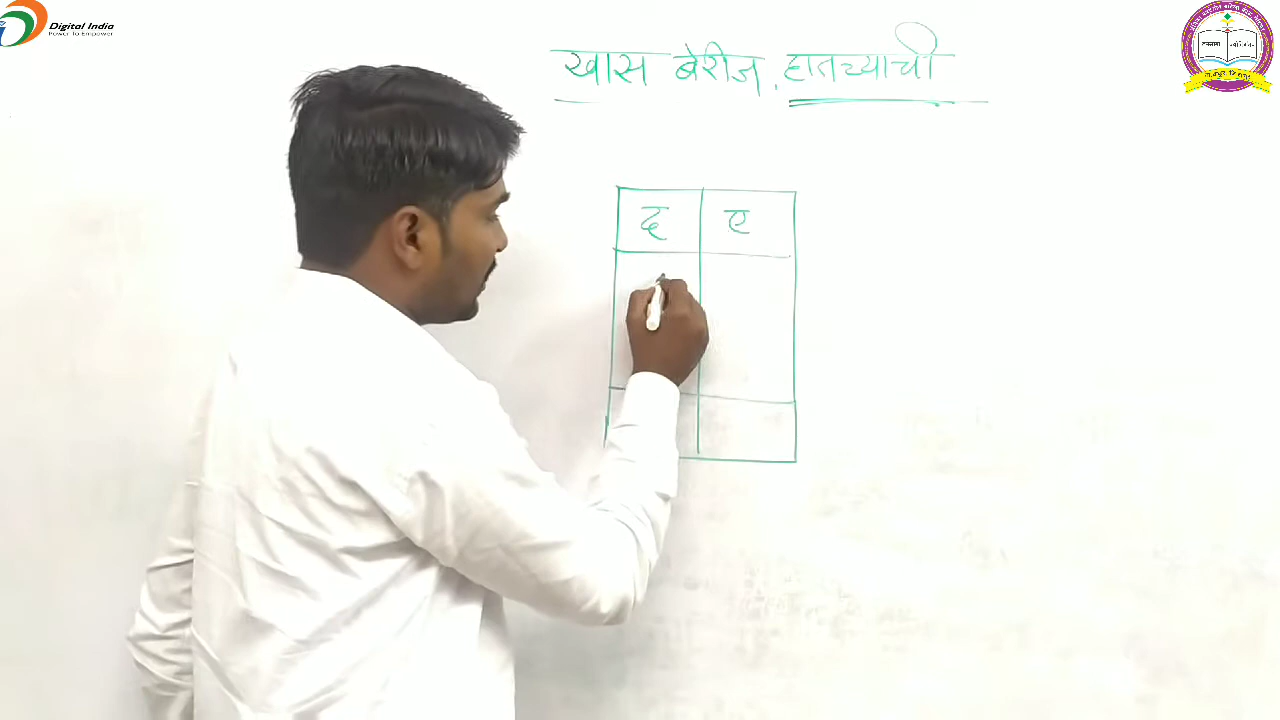 Digital India
Power To Empower
खास बेरीज. हातच्याची
द ए